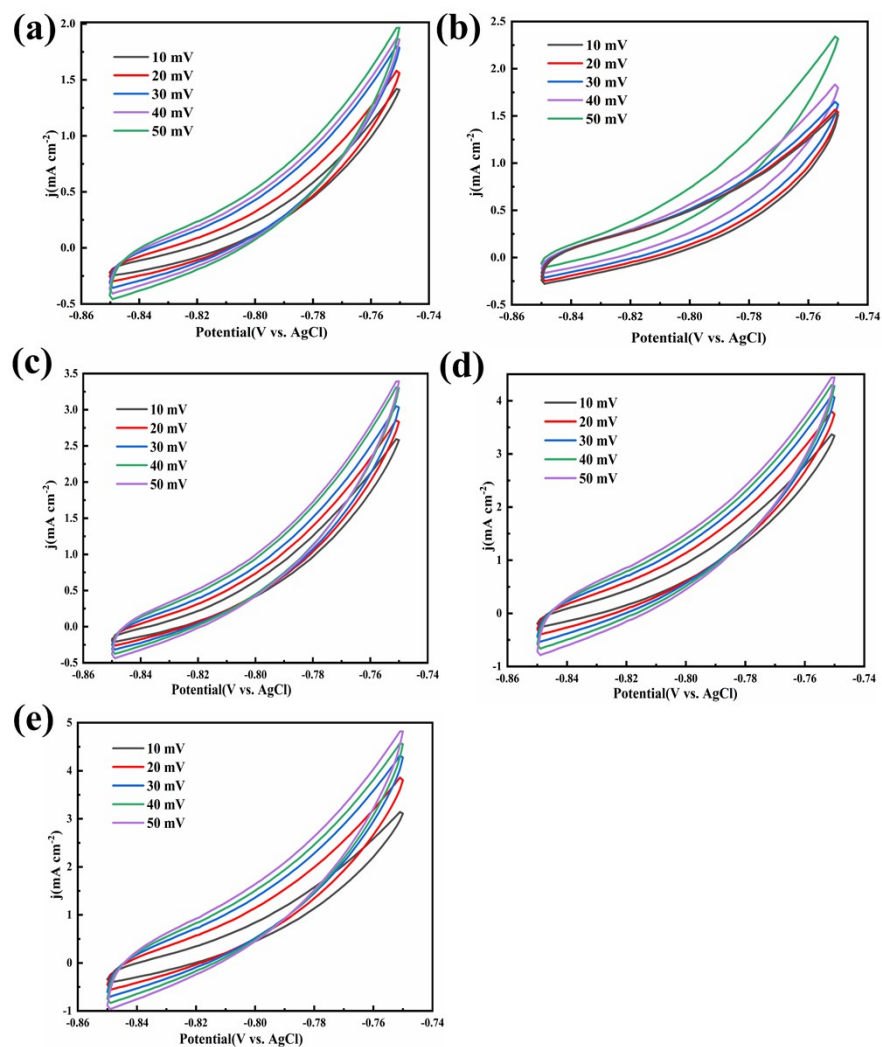 (a)
2.0
1.5
1.0
0.5
0.0
-0.5
j(mA cm-2)
10 mV
20 mV
30 mV
40 mV
50 mV
-0.86 -0.84 -0.82 -0.80 -0.78 -0.76 -0.74
Potential(V vs. AgCl)
(b)
2.5
2.0
1.5
1.0
0.5
0.0
-0.5
j(mA cm-2)
10 mV
20 mV
30 mV
40 mV
50 mV
-0.86 -0.84 -0.82 -0.80 -0.78 -0.76 -0.74
Potential(V vs. AgCl)
(c)
3.5
3.0
2.5
2.0
1.5
1.0
0.5
0.0
-0.5
j(mA cm-2)
10 mV
20 mV
30 mV
40 mV
50 mV
-0.86 -0.84 -0.82 -0.80 -0.78 -0.76 -0.74
Potential(V vs. AgCl)
(d)
4
3
2
1
0
-1
j(mA cm-2)
10 mV
20 mV
30 mV
40 mV
50 mV
-0.86 -0.84 -0.82 -0.80 -0.78 -0.76 -0.74
Potential(V vs. AgCl)
(e)
5
4
3
2
1
0
-1
j(mA cm-2)
10 mV
20 mV
30 mV
40 mV
50 mV
-0.86 -0.84 -0.82 -0.80 -0.78 -0.76 -0.74
Potential(V vs. AgCl)